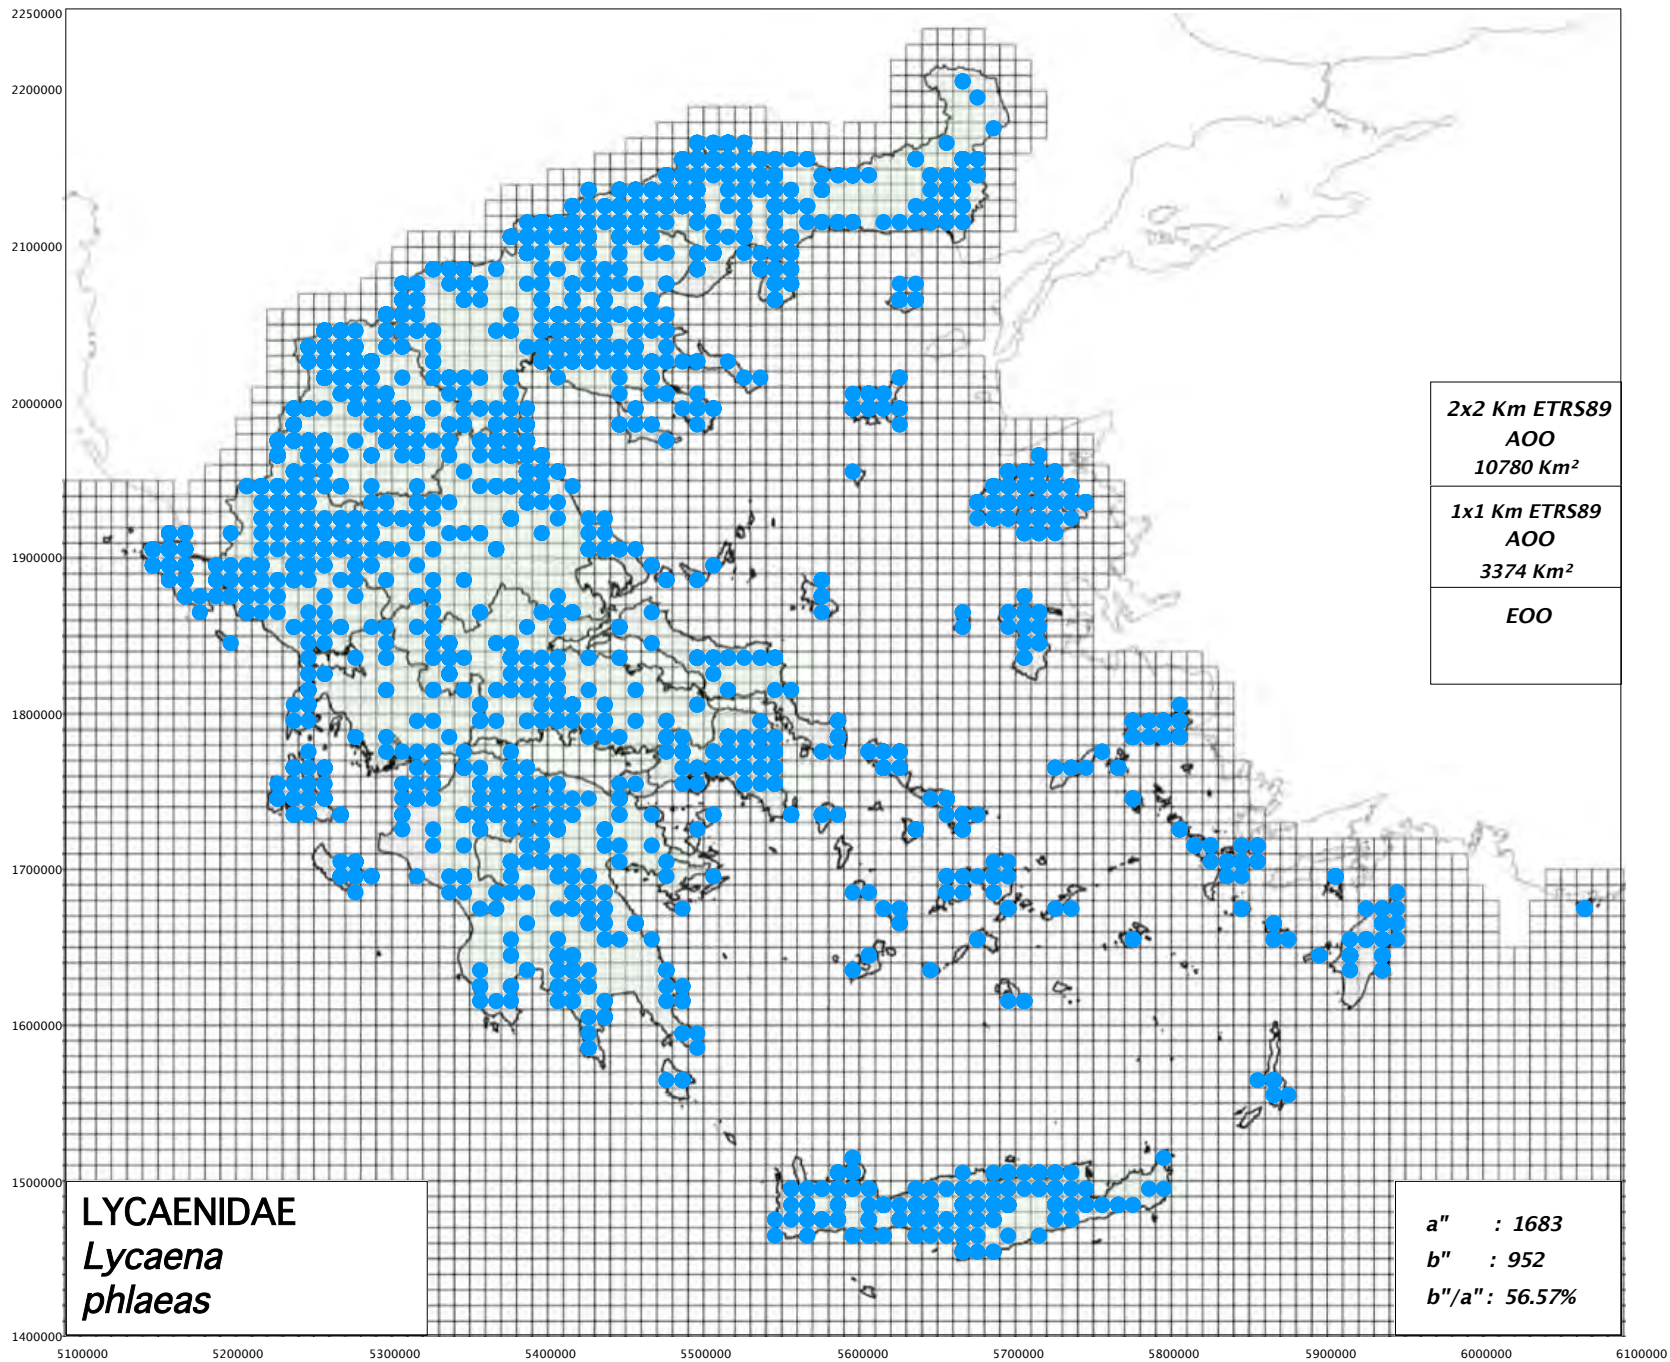 2250000
2200000
2100000
2000000
1900000
1800000
1700000
1600000
1500000
1400000
2x2 Km ETRS89
AOO
10780 Km²
1x1 Km ETRS89
AOO
3374 Km²
EOO
LYCAENIDAE
Lycaena
phlaeas
a" : 1683
b" : 952
b"/a" : 56.57%
5100000 5200000 5300000 5400000 5500000 5600000 5700000 5800000 5900000 6000000 6100000